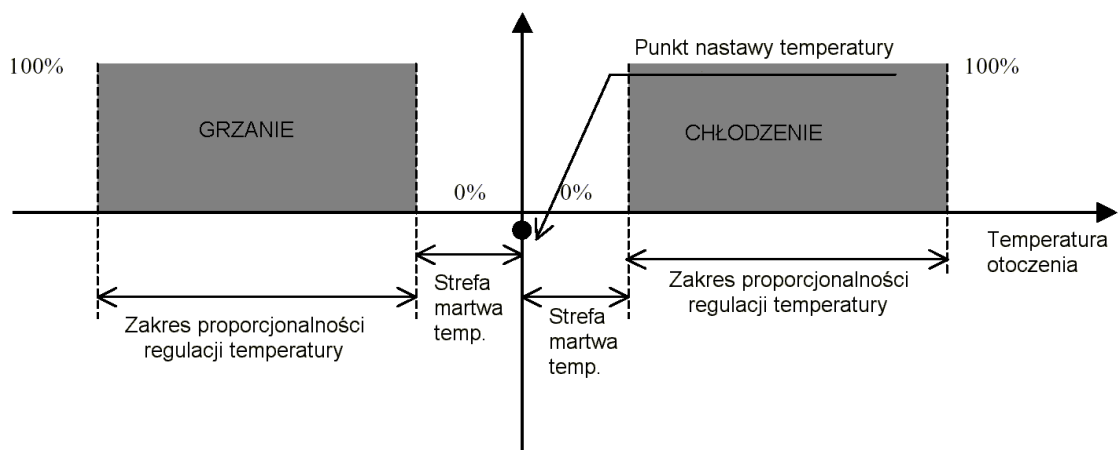 Punkt nastawy temperatury
100%
100%
GRZANIE
CHŁODZENIE
0%
0%
Temperatura
otoczenia
Strefa
martwa
temp.
Zakres proporcjonalności
regulacji temperatury
Strefa
martwa
temp.
Zakres proporcjonalności
regulacji temperatury